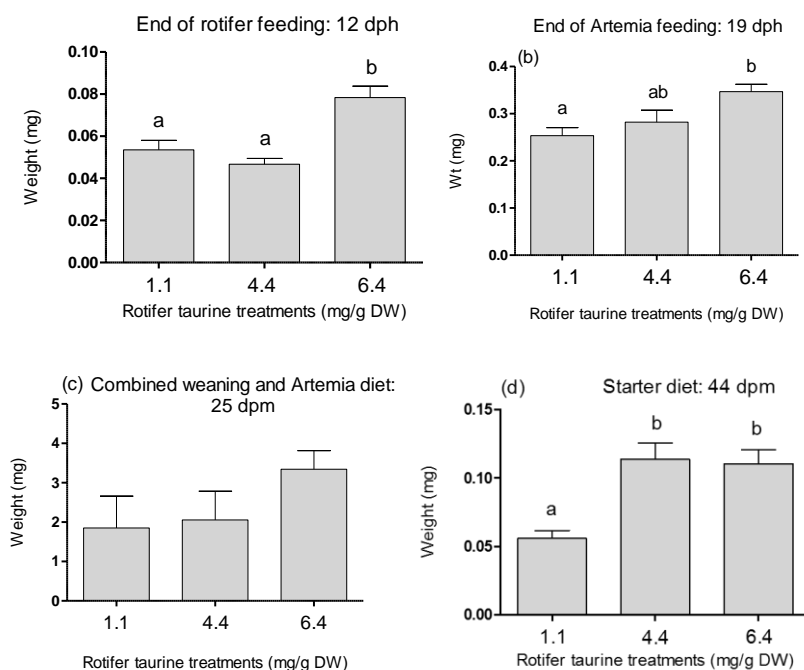 End of rotifer feeding: 12 dph
0.10
0.08
0.06
0.04
0.02
0.00
Weight (mg)
a
a
b
1.1
4.4
6.4
Rotifer taurine treatments (mg/g DW)
End of Artemia feeding: 19 dph
(b)
0.4
0.3
0.2
0.1
0.0
Wt (mg)
a
ab
b
1.1
4.4
6.4
Rotifer taurine treatments (mg/g DW)
(c) Combined weaning and Artemia diet:
25 dpm
5
4
3
2
1
0
Weight (mg)
1.1
4.4
6.4
Rotifer taurine treatments (mg/g DW)
(d) Starter diet: 44 dpm
0.15
0.10
0.05
0.00
Weight (mg)
a
b
b
1.1
4.4
6.4
Rotifer taurine treatments (mg/g DW)